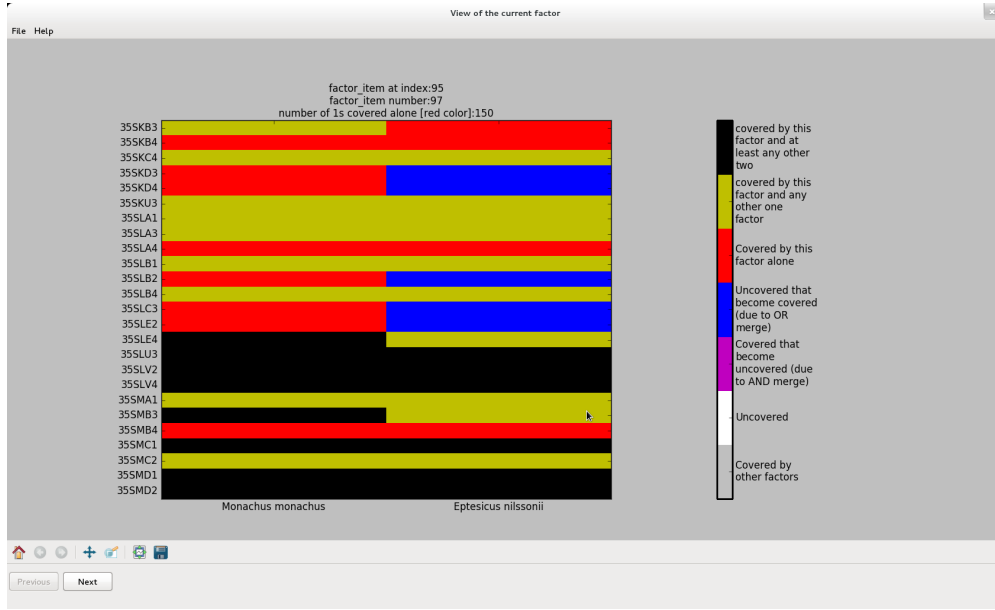 View of the current factor
File Help
factor_item at index:95
factor_item number:97
number of 1s covered alone [red color]:150
35SKB3
35SKB4
35SKC4
35SKD3
35SKD4
35SKU3
35SLA1
35SLA3
35SLA4
35SLB1
35SLB2
35SLB4
35SLC3
35SLE2
35SLE4
35SLU3
35SLV2
35SLV4
35SMA1
35SMB3
35SMB4
35SMC1
35SMC2
35SMD1
35SMD2
Monachus monachus
Eptesicus nilssonii
covered by this
factor and at
least any other
two
covered by this
factor and any
other one
factor
Covered by this
factor alone
Uncovered that
become covered
(due to OR
merge)
Covered that
become
uncovered (due
to AND merge)
Uncovered
Covered by
other factors
Previous
Next